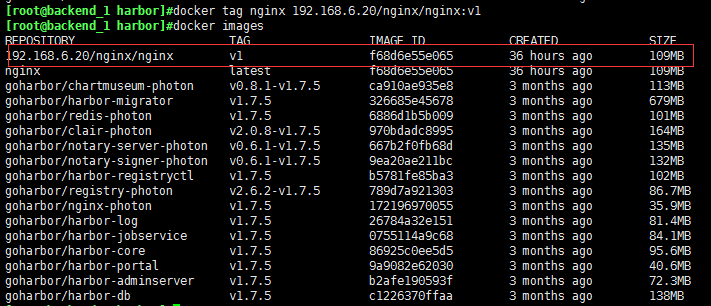 [root@backend_1 harbor]#docker tag nginx 192.168.6.20/nginx/nginx:v1
[root@backend_1 harbor]#docker images
REPOSITORY TAG IMAGE ID CREATED SIZE
192.168.6.20/nginx/nginx v1 f68d6e55e065 36 hours ago 109MB
nginx latest f68d6e55e065 36 hours ago 109MB
goharbor/chartmuseum-photon v0.8.1-v1.7.5 ca910ae935e8 3 months ago 113MB
goharbor/harbor-migrator v1.7.5 326685e45678 3 months ago 679MB
goharbor/redis-photon v1.7.5 6886d1b5b009 3 months ago 101MB
goharbor/clair-photon v2.0.8-v1.7.5 970bdadc8995 3 months ago 164MB
goharbor/notary-server-photon v0.6.1-v1.7.5 667b2f0fb68d 3 months ago 135MB
goharbor/notary-signer-photon v0.6.1-v1.7.5 9ea20ae211bc 3 months ago 132MB
goharbor/harbor-registryctl v1.7.5 b5781fe85ba3 3 months ago 102MB
goharbor/registry-photon v2.6.2-v1.7.5 789d7a921303 3 months ago 86.7MB
goharbor/nginx-photon v1.7.5 172196970055 3 months ago 35.9MB
goharbor/harbor-log v1.7.5 26784a32e151 3 months ago 81.4MB
goharbor/harbor-jobservice v1.7.5 0755114a9c68 3 months ago 84.1MB
goharbor/harbor-core v1.7.5 86925c0ee5d5 3 months ago 95.6MB
goharbor/harbor-portal v1.7.5 9a9082e62030 3 months ago 40.6MB
goharbor/harbor-adminserver v1.7.5 b2afe190593f 3 months ago 72.3MB
goharbor/harbor-db v1.7.5 c1226370ffaa 3 months ago 138MB